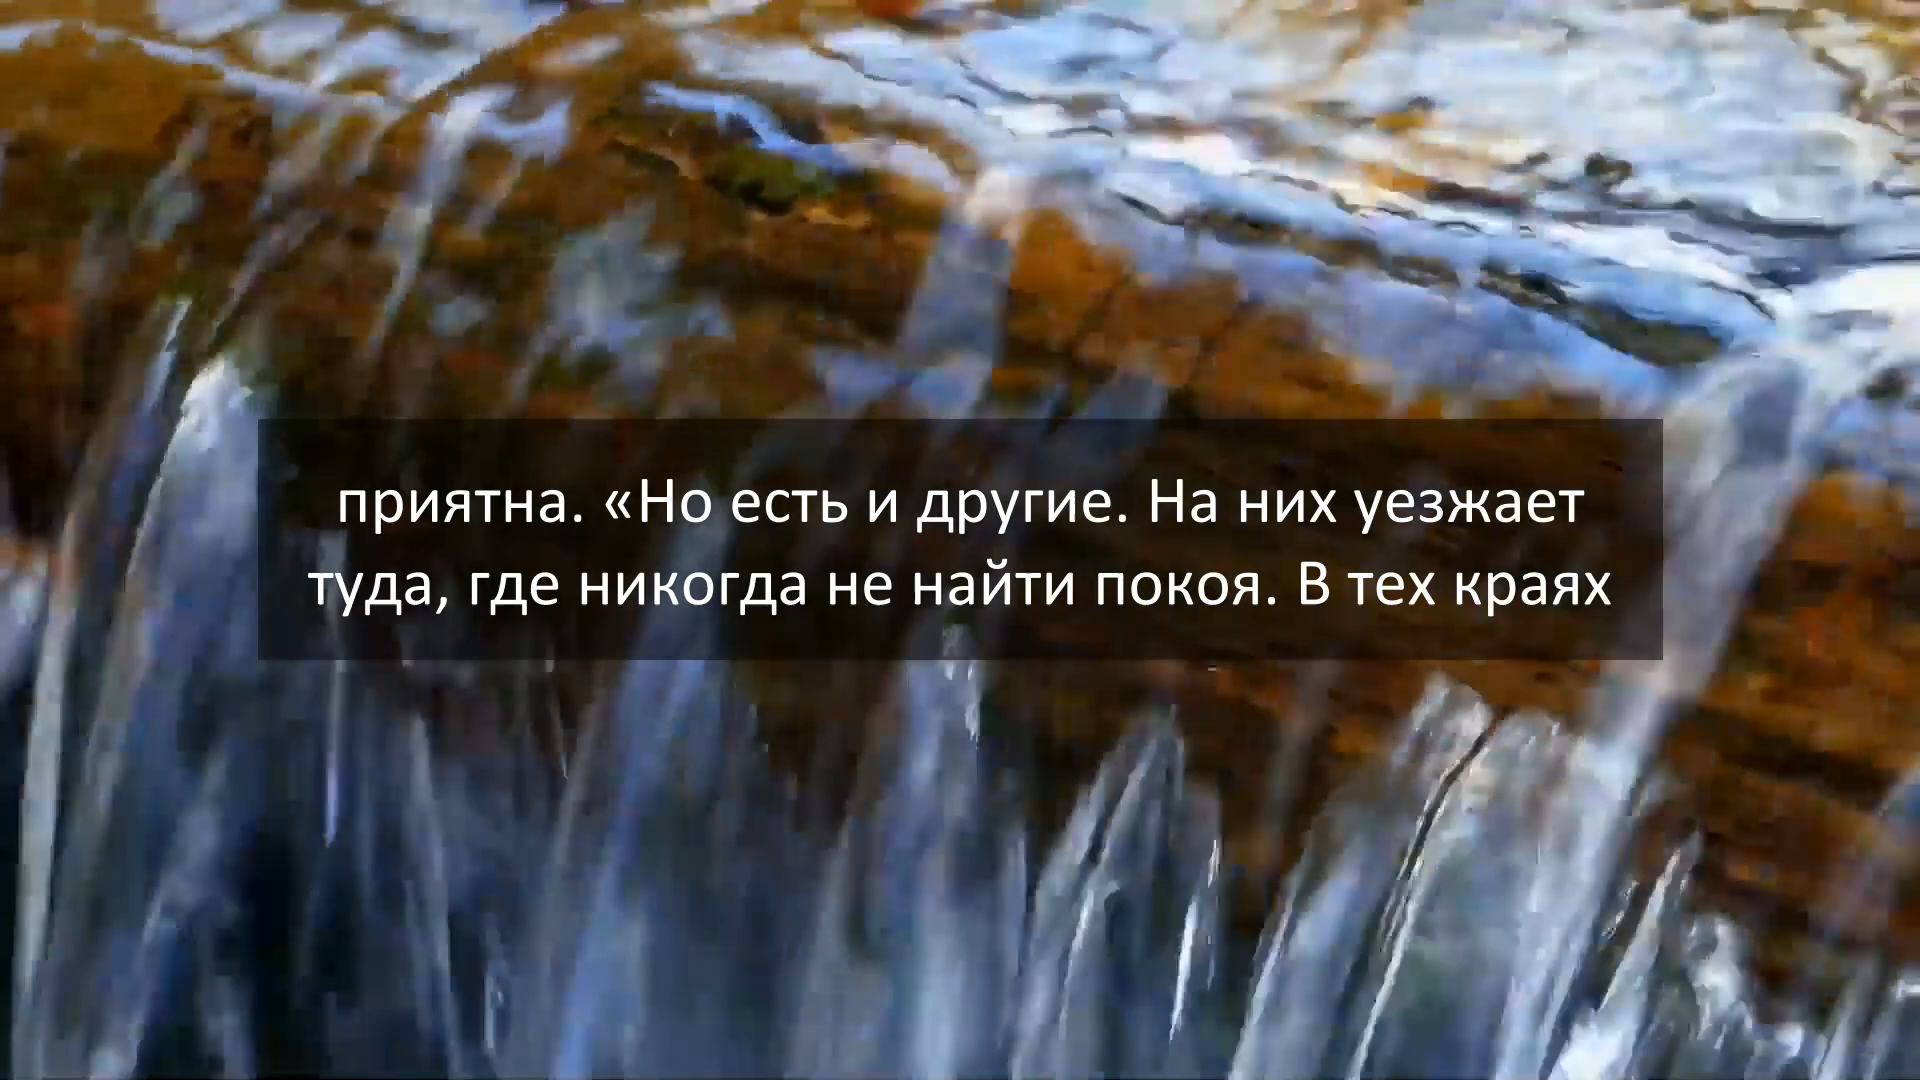 приятна. «Но есть и другие. На них уезжает
туда, где никогда не найти покоя. В тех краях